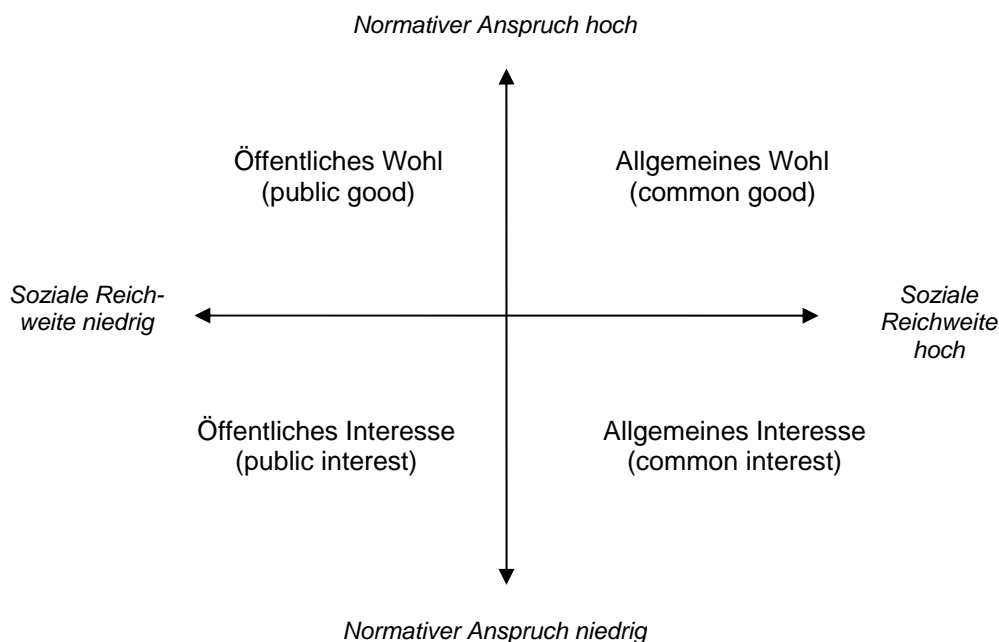 Normativer Anspruch hoch
Öffentliches Wohl
(public good)
Allgemeines Wohl
(common good)
Soziale Reich-
weite niedrig
Soziale
Reichweite
hoch
Öffentliches Interesse
(public interest)
Allgemeines Interesse
(common interest)
Normativer Anspruch niedrig